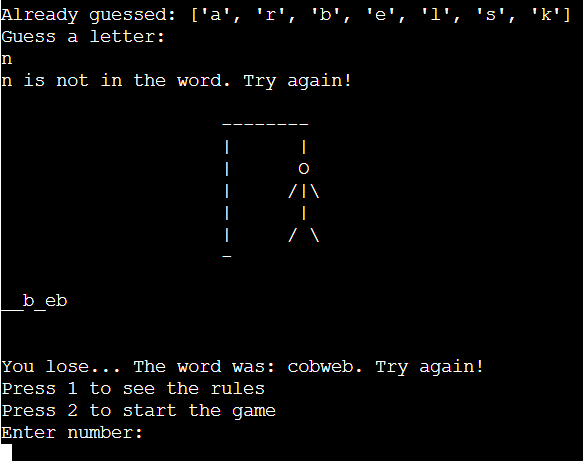 Already guessed: ['a', 'r', 'b', 'e', 'l', 's', 'k']
Guess a letter:
n
n is not in the word. Try again!
--------
|      |
|      O
|     /|\
|      |
|     / \
_
__b_eb
You lose... The word was: cobweb. Try again!
Press 1 to see the rules
Press 2 to start the game
Enter number: